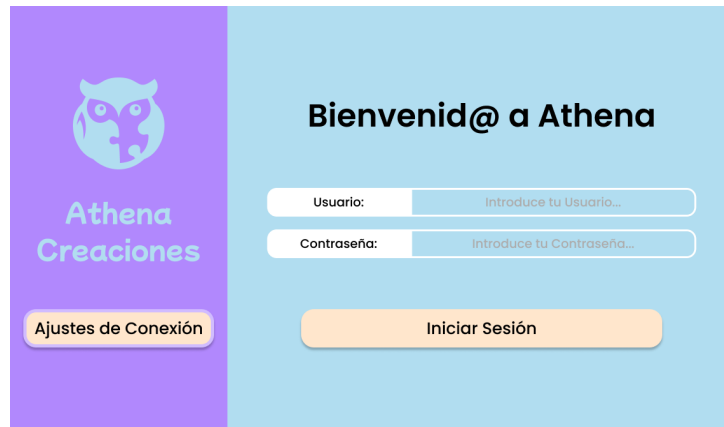 Athena
Creaciones
Ajustes de Conexión
Bienvenid@ a Athena
Usuario:
Introduce tu Usuario...
Contraseña:
Introduce tu Contraseña...
Iniciar Sesión